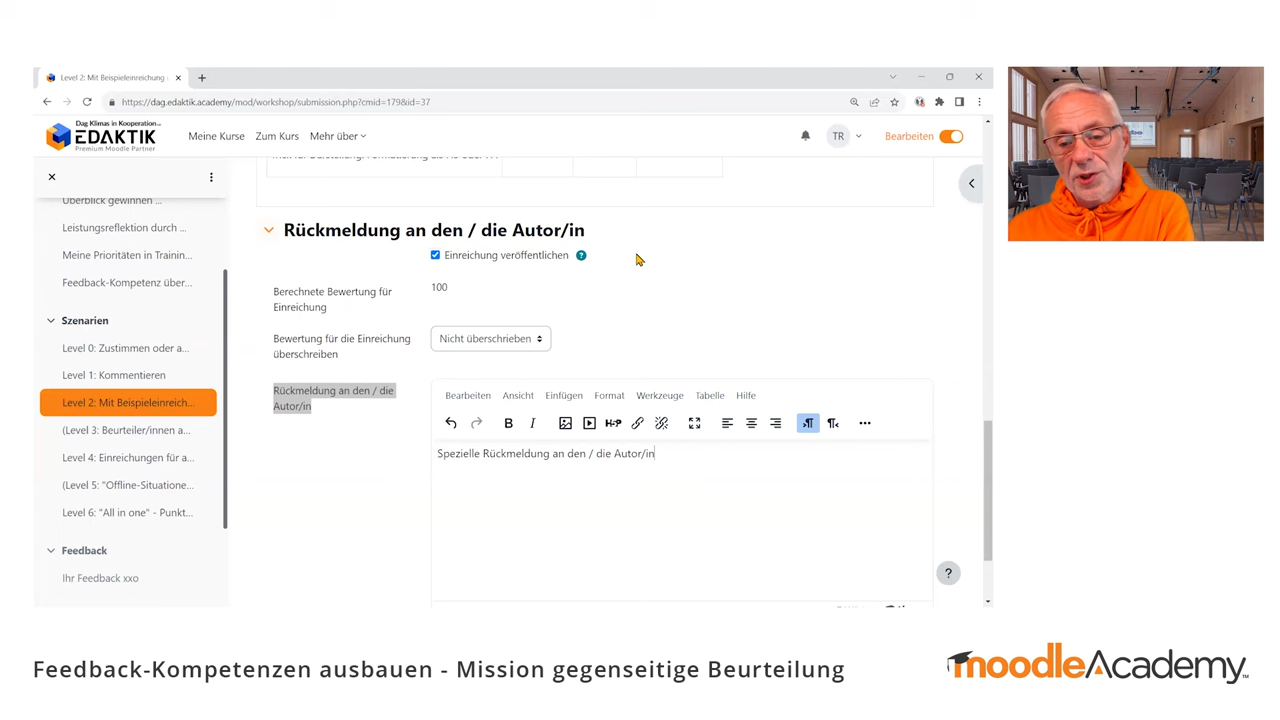 Level 2: Mit Beispieleinreichung
https://dag.edaktik.academy/mod/workshop/submission.php?cmid=179&id=37
Dag Klimas in Kooperation
EDAKTIK
Premium Moodle Partner
Meine Kurse
Zum Kurs
Mehr über
TR
Bearbeiten
Überblick gewinnen ...
Leistungsreflektion durch ...
Meine Prioritäten in Trainin...
Feedback-Kompetenz über...
Szenarien
Level 0: Zustimmen oder a...
Level 1: Kommentieren
Level 2: Mit Beispieleinreich...
(Level 3: Beurteiler/innen a...
Level 4: Einreichungen für a...
(Level 5: "Offline-Situatione...
Level 6: "All in one" - Punkt...
Feedback
Ihr Feedback xxo
Rückmeldung an den / die Autor/in
Einreichung veröffentlichen ?
Berechnete Bewertung für
Einreichung
100
Bewertung für die Einreichung
überschreiben
Nicht überschrieben
Rückmeldung an den / die
Autor/in
Bearbeiten Ansicht Einfügen Format Werkzeuge Tabelle Hilfe
B I H-P
Spezielle Rückmeldung an den / die Autor/in
?
Feedback-Kompetenzen ausbauen - Mission gegenseitige Beurteilung
moodleAcademy™